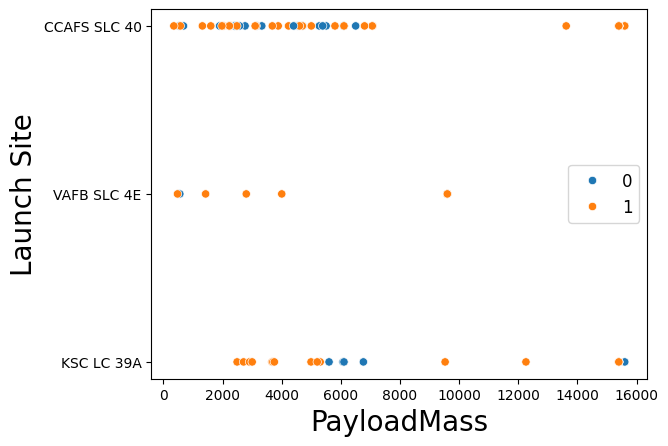 CCAFS SLC 40
VAFB SLC 4E
KSC LC 39A
Launch Site
0
1
0 2000 4000 6000 8000 10000 12000 14000 16000
PayloadMass